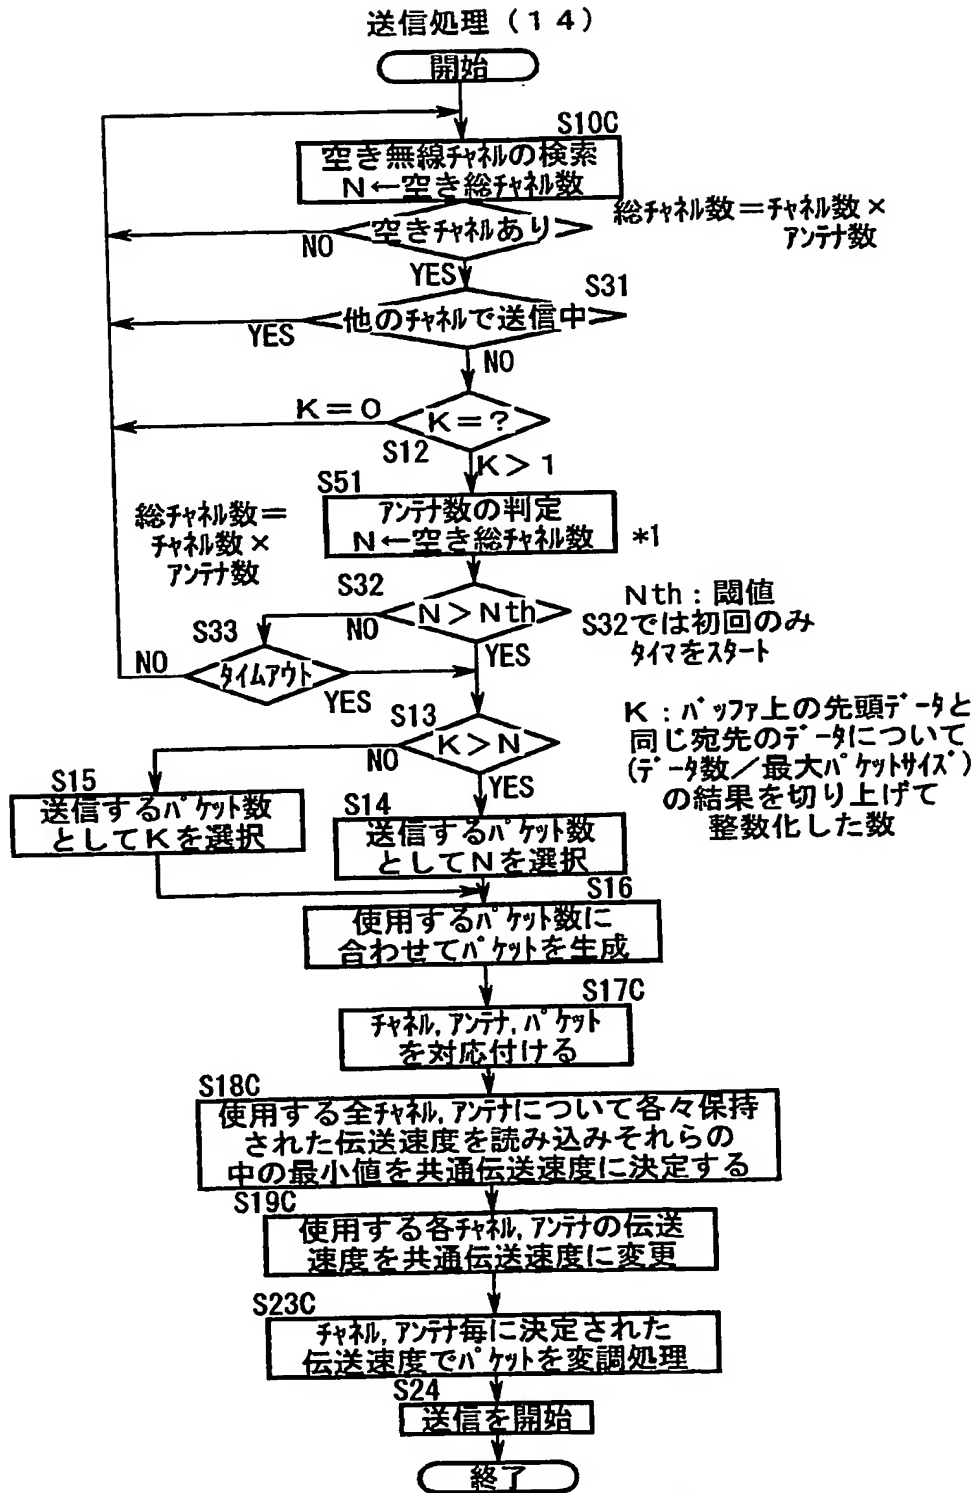 送信処理(14)
開始
S10C
空き無線チャネルの検索
N←空き総チャネル数
総チャネル数=チャネル数×
アンテナ数
空きチャネルあり
NO
YES
S31
他のチャネルで送信中
YES
NO
K=0
K=?
S12
K>1
S51
アンテナ数の判定
N←空き総チャネル数
*1
総チャネル数=
チャネル数×
アンテナ数
S32
N>Nth
NO
YES
Nth:閾値
S32では初回のみ
タイマをスタート
S33
タイムアウト
NO
YES
S13
K>N
NO
YES
K:バッファ上の先頭データと
同じ宛先のデータについて
(データ数/最大パケットサイズ)
の結果を切り上げて
整数化した数
S15
送信するパケット数
としてKを選択
S14
送信するパケット数
としてNを選択
S16
使用するパケット数に
合わせてパケットを生成
S17C
チャネル,アンテナ,パケット
を対応付ける
S18C
使用する全チャネル,アンテナについて各々保持
された伝送速度を読み込みそれらの
中の最小値を共通伝送速度に決定する
S19C
使用する各チャネル,アンテナの伝送
速度を共通伝送速度に変更
S23C
チャネル,アンテナ毎に決定された
伝送速度でパケットを変調処理
S24
送信を開始
終了